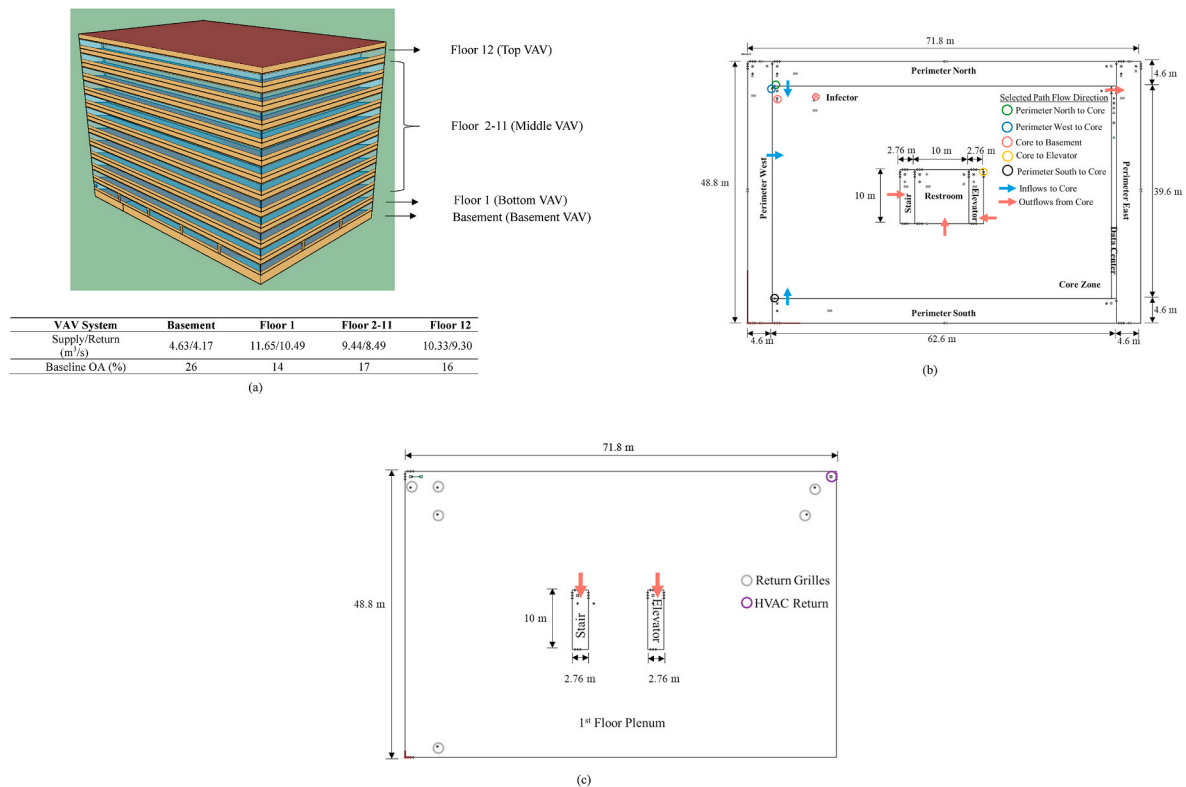 Floor 12 (Top VAV)
Floor 2-11 (Middle VAV)
Floor 1 (Bottom VAV)
Basement (Basement VAV)
VAV System Basement Floor 1 Floor 2-11 Floor 12
Supply/Return (m³/s) 4.63/4.17 11.65/10.49 9.44/8.49 10.33/9.30
Baseline OA (%) 26 14 17 16
(a)
71.8 m
Perimeter North
4.6 m
Infector
Selected Path Flow Direction
Perimeter North to Core
Perimeter West to Core
Core to Basement
Core to Elevator
Perimeter South to Core
Inflows to Core
Outflows from Core
2.76 m 10 m 2.76 m
48.8 m
Perimeter West
10 m
Stair
Restroom
Elevator
Perimeter East
39.6 m
Data Center
Core Zone
Perimeter South
4.6 m
4.6 m
62.6 m
4.6 m
(b)
71.8 m
48.8 m
Return Grilles
HVAC Return
10 m
Stair
Elevator
2.76 m
2.76 m
1st Floor Plenum
(c)